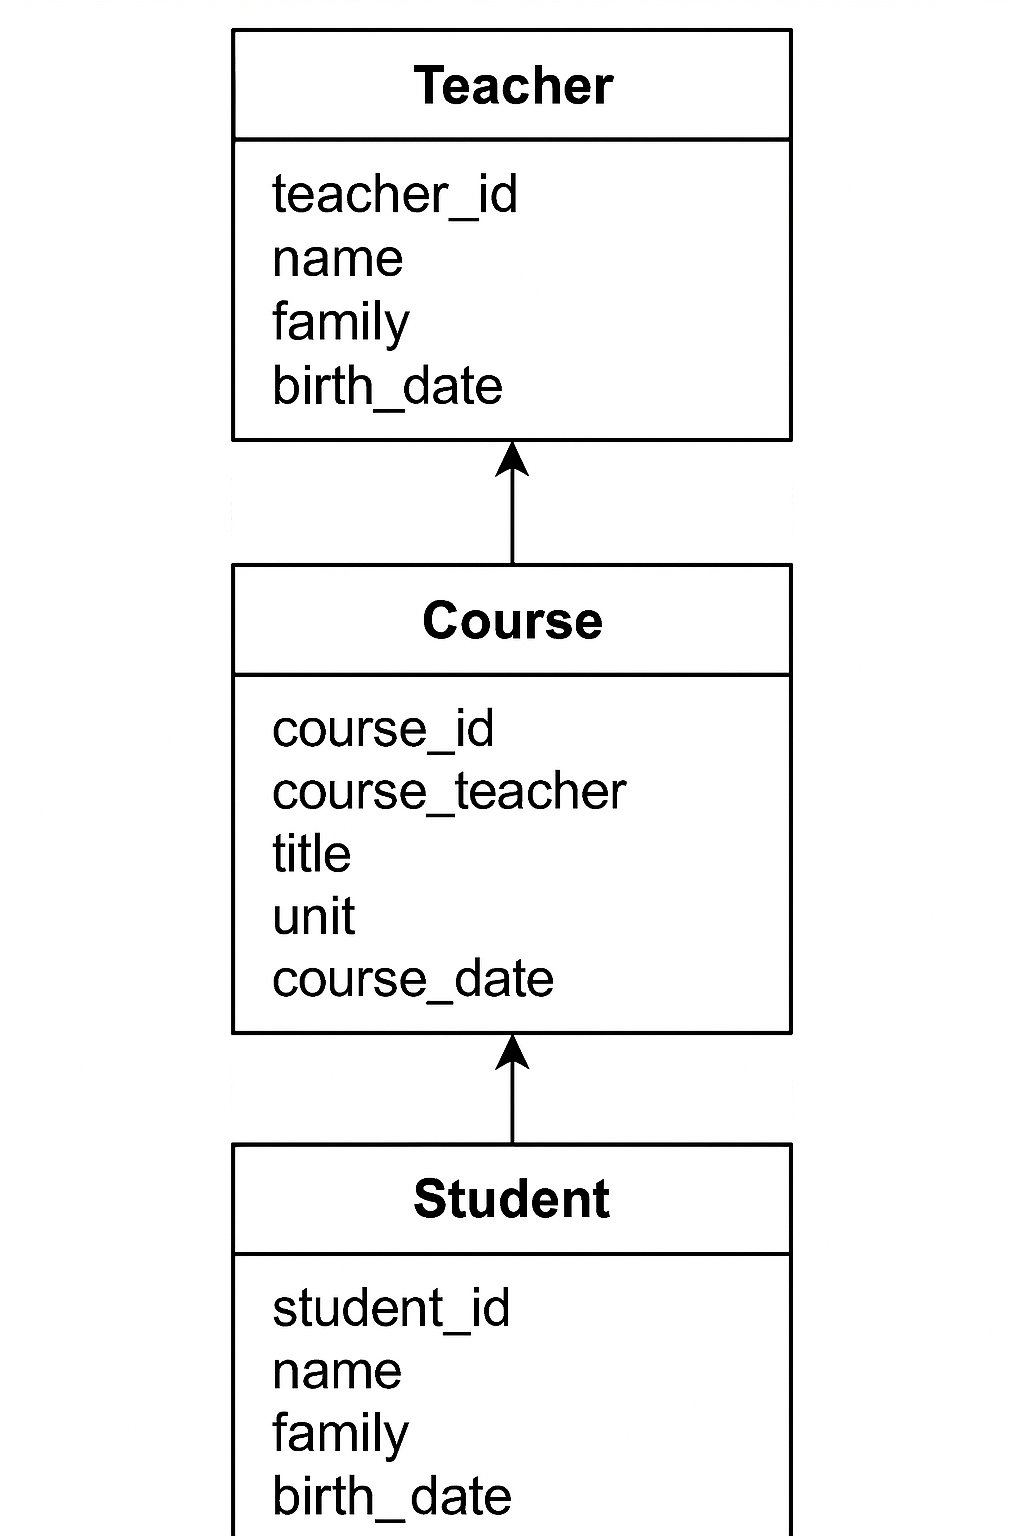 Teacher
teacher_id
name
family
birth_date
Course
course_id
course_teacher
title
unit
course_date
Student
student_id
name
family
birth_date